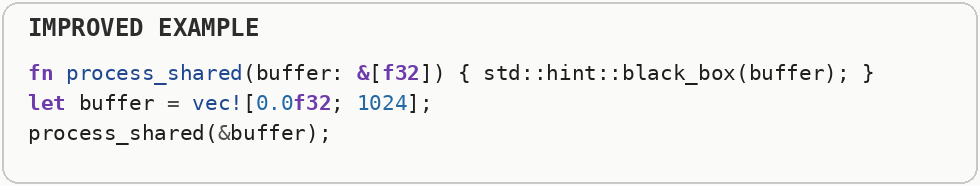 IMPROVED EXAMPLE
fn process_shared(buffer: &[f32]) { std::hint::black_box(buffer); }
let buffer = vec![0.0f32; 1024];
process_shared(&buffer);